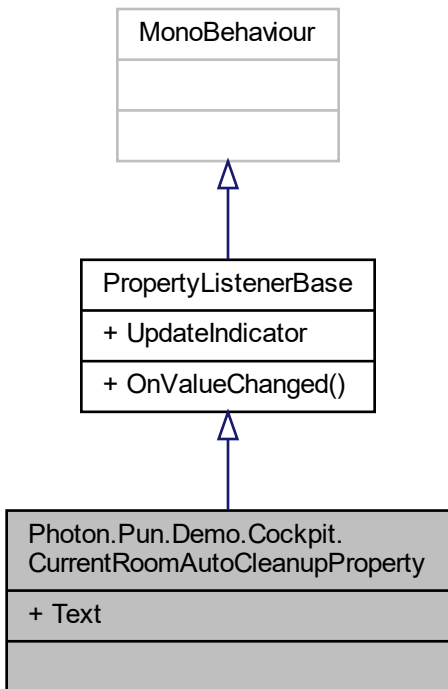 MonoBehaviour
PropertyListenerBase
+ UpdateIndicator
+ OnValueChanged()
Photon.Pun.Demo.Cockpit.
CurrentRoomAutoCleanupProperty
+ Text